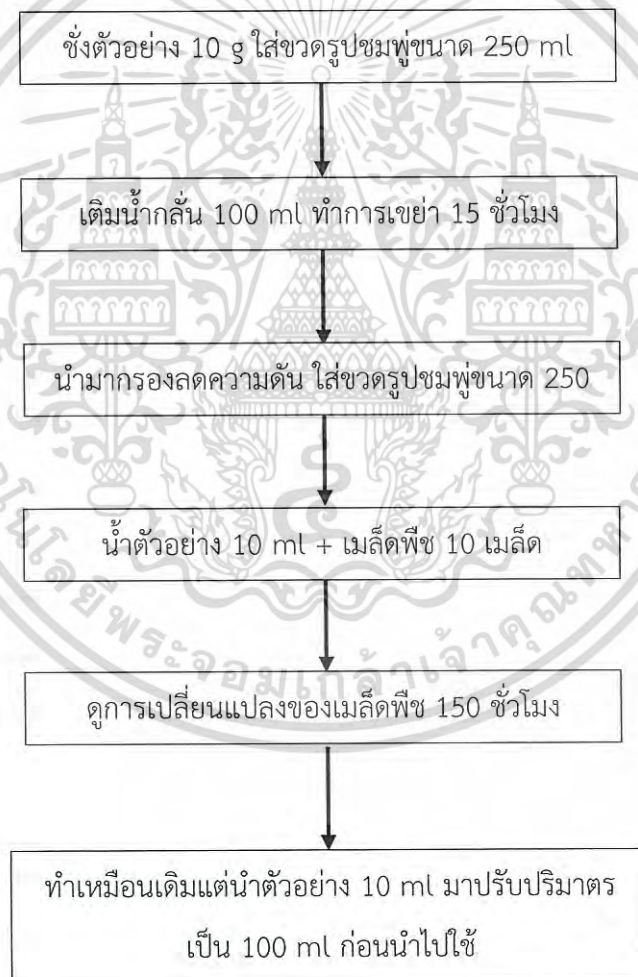 ชั่งตัวอย่าง 10 g ใส่ขวดรูปชมพู่ขนาด 250 ml
เติมน้ำกลั่น 100 ml ทำการเขย่า 15 ชั่วโมง
นำมากรองลดความดัน ใส่ขวดรูปชมพู่ขนาด 250
น้ำตัวอย่าง 10 ml + เมล็ดพืช 10 เมล็ด
ดูการเปลี่ยนแปลงของเมล็ดพืช 150 ชั่วโมง
ทำเหมือนเดิมแต่นำตัวอย่าง 10 ml มาปรับปริมาตร
เป็น 100 ml ก่อนนำไปใช้